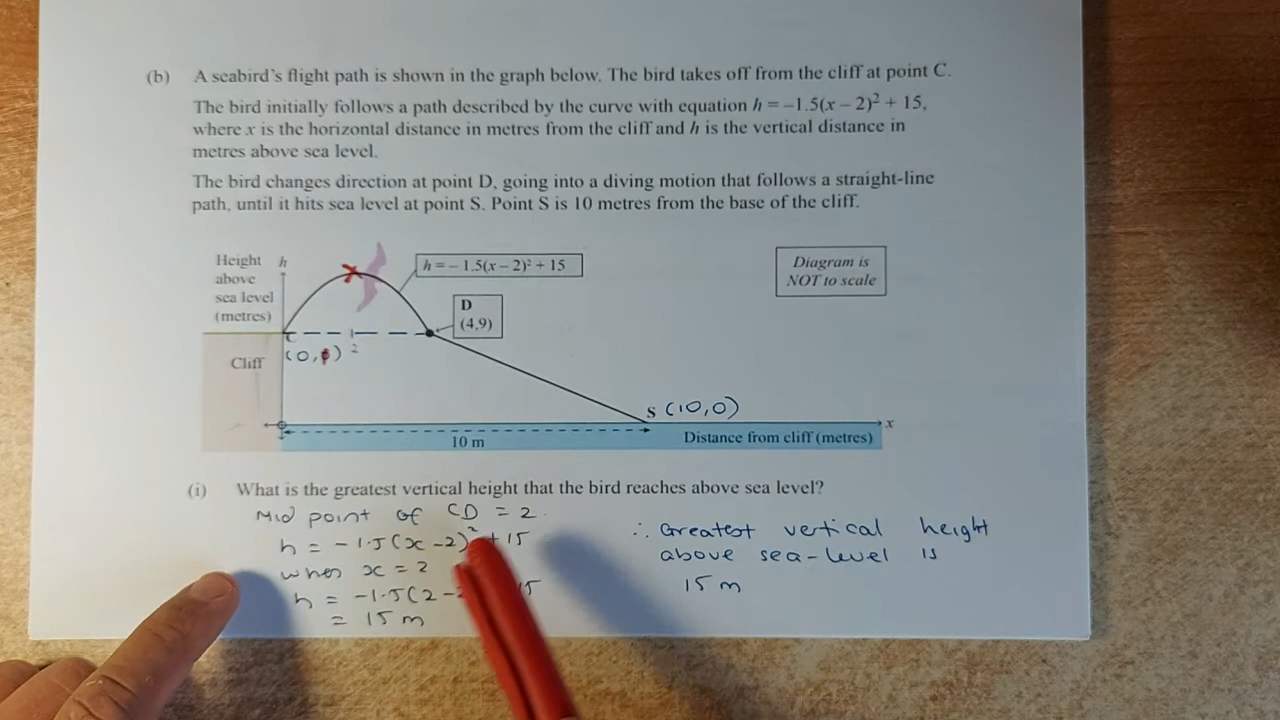 (b) A seabird's flight path is shown in the graph below. The bird takes off from the cliff at point C.
The bird initially follows a path described by the curve with equation h = −1.5(x − 2)² + 15,
where x is the horizontal distance in metres from the cliff and h is the vertical distance in
metres above sea level.
The bird changes direction at point D, going into a diving motion that follows a straight-line
path, until it hits sea level at point S. Point S is 10 metres from the base of the cliff.
Height h
above
sea level
(metres)
h = − 1.5(x − 2)² + 15
Diagram is
NOT to scale
D
(4,9)
C
2
Cliff
S (10,0)
x
10 m
Distance from cliff (metres)
(i) What is the greatest vertical height that the bird reaches above sea level?
Mid point of CD = 2
h = −1.5(x −2)² +15
when x = 2
h = −1.5(2 −
= 15 m
∴ Greatest vertical height
above sea-level is
15 m